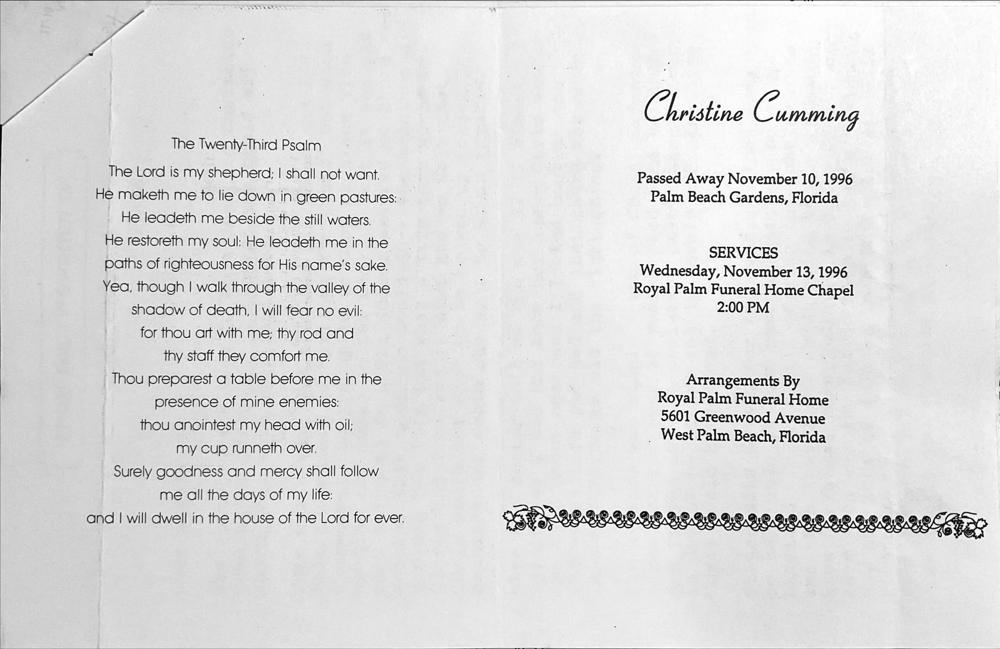 The Twenty-Third Psalm
The Lord is my shepherd; I shall not want.
He maketh me to lie down in green pastures:
He leadeth me beside the still waters.
He restoreth my soul: He leadeth me in the
paths of righteousness for His name's sake.
Yea, though I walk through the valley of the
shadow of death, I will fear no evil:
for thou art with me; thy rod and
thy staff they comfort me.
Thou preparest a table before me in the
presence of mine enemies:
thou anointest my head with oil;
my cup runneth over.
Surely goodness and mercy shall follow
me all the days of my life:
and I will dwell in the house of the Lord for ever.
Christine Cumming
Passed Away November 10, 1996
Palm Beach Gardens, Florida
SERVICES
Wednesday, November 13, 1996
Royal Palm Funeral Home Chapel
2:00 PM
Arrangements By
Royal Palm Funeral Home
5601 Greenwood Avenue
West Palm Beach, Florida